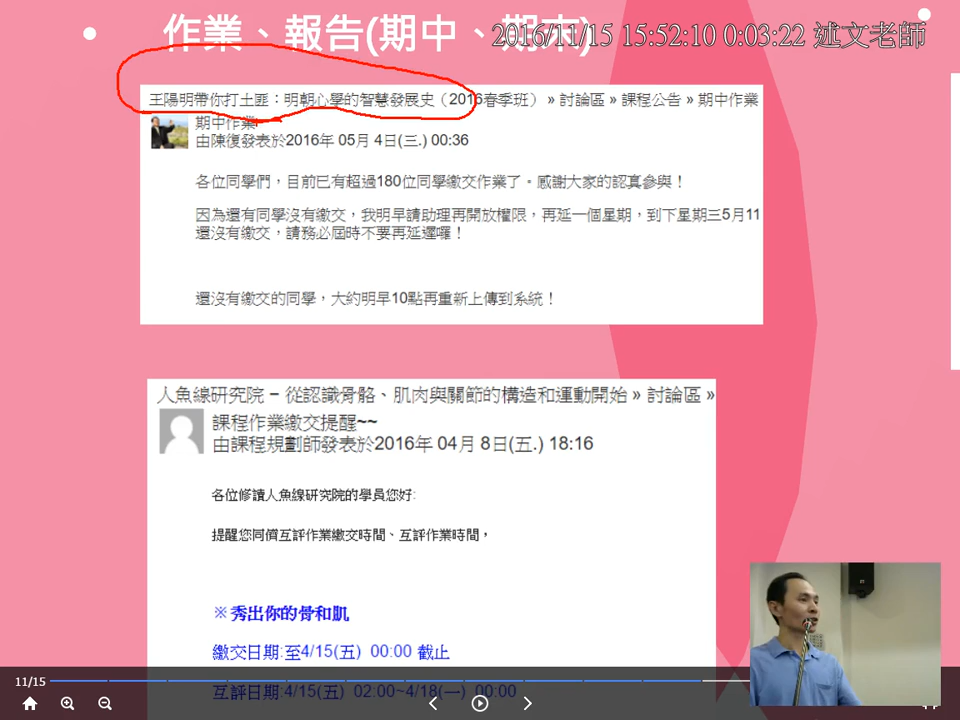 • 作業、報告(期中、期末)
2016/11/15 15:52:10 0:03:22 述文老師
王陽明帶你打土匪：明朝心學的智慧發展史（2016春季班） » 討論區 » 課程公告 » 期中作業
期中作業
由陳復發表於2016年 05月 4日(三.) 00:36
各位同學們，目前已有超過180位同學繳交作業了。感謝大家的認真參與！
因為還有同學沒有繳交，我明早請助理再開放權限，再延一個星期，到下星期三5月11
還沒有繳交，請務必屆時不要再延遲囉！
還沒有繳交的同學，大約明早10點再重新上傳到系統！
人魚線研究院 – 從認識骨骼、肌肉與關節的構造和運動開始 » 討論區 »
課程作業繳交提醒~~
由課程規劃師發表於2016年 04月 8日(五.) 18:16
各位修讀人魚線研究院的學員您好:
提醒您同儕互評作業繳交時間、互評作業時間，
※ 秀出你的骨和肌
繳交日期:至4/15(五) 00:00 截止
互評日期:4/15(五) 02:00~4/18(一) 00:00
11/15